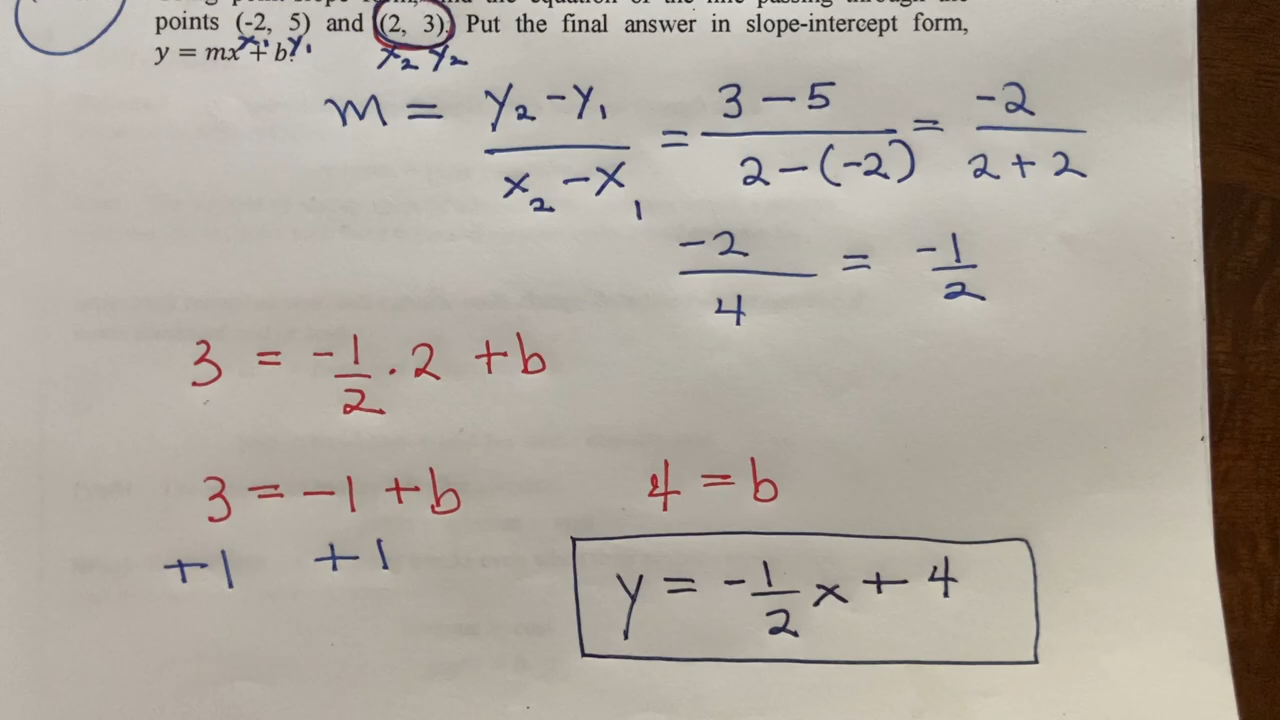 points (-2, 5) and (2, 3). Put the final answer in slope-intercept form,
y = mx + b.
x₁ y₁ x₂ y₂
m = (y₂ - y₁)/(x₂ - x₁) = (3 - 5)/(2 - (-2)) = -2/(2 + 2)
-2/4 = -1/2
3 = -1/2 · 2 + b
3 = -1 + b 4 = b
+1 +1
y = -1/2 x + 4